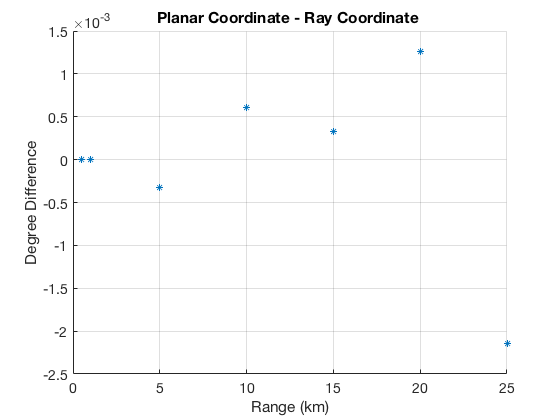 Planar Coordinate - Ray Coordinate
×10⁻³
1.5
1
0.5
0
-0.5
-1
-1.5
-2
-2.5
Degree Difference
0 5 10 15 20 25
Range (km)